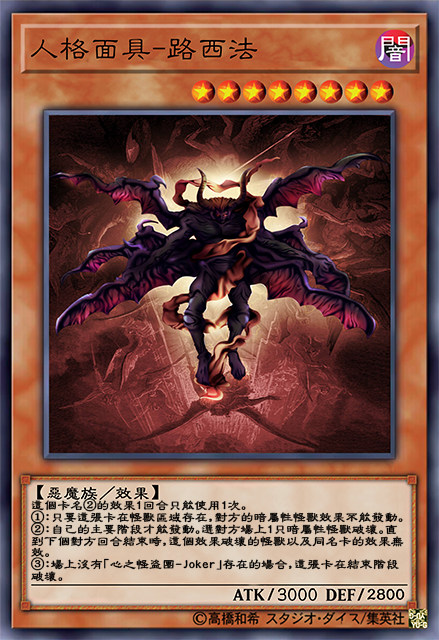 人格面具-路西法
闇
【惡魔族/效果】
這個卡名②的效果1回合只能使用1次。
①:只要這張卡在怪獸區域存在,對方的暗屬性怪獸效果不能發動。
②:自己的主要階段才能發動。選對方場上1只暗屬性怪獸破壞。直
到下個對方回合結束時,這個效果破壞的怪獸以及同名卡的效果無
效。
③:場上沒有「心之怪盜團-Joker」存在的場合,這張卡在結束階段
破壞。
ATK/3000 DEF/2800
©高橋和希 スタジオ・ダイス/集英社